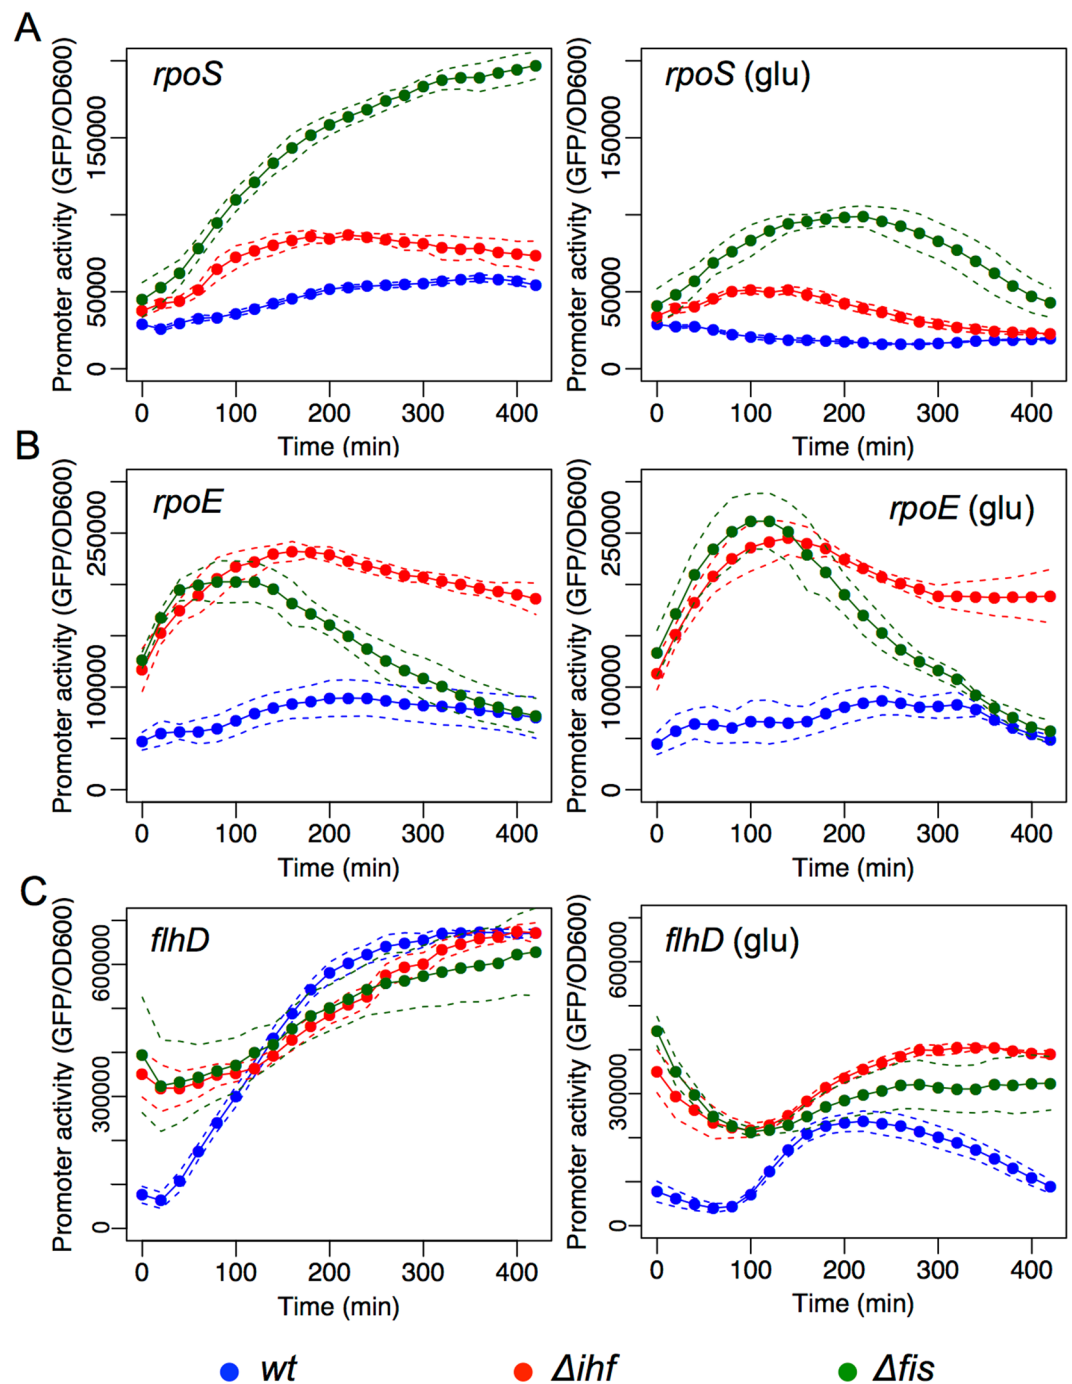 A
rpoS
rpoS (glu)
Promoter activity (GFP/OD600)
0 50000 150000
0 100 200 300 400
Time (min)
Promoter activity (GFP/OD600)
0 50000 150000
0 100 200 300 400
Time (min)
B
rpoE
rpoE (glu)
Promoter activity (GFP/OD600)
0 100000 250000
0 100 200 300 400
Time (min)
Promoter activity (GFP/OD600)
0 100000 250000
0 100 200 300 400
Time (min)
C
flhD
flhD (glu)
Promoter activity (GFP/OD600)
0 300000 600000
0 100 200 300 400
Time (min)
Promoter activity (GFP/OD600)
0 300000 600000
0 100 200 300 400
Time (min)
wt Δihf Δfis